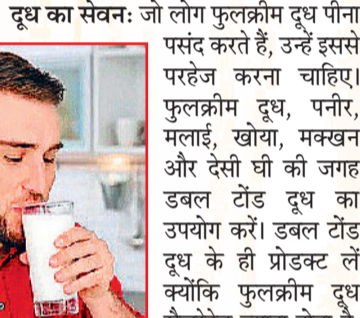 दूध का सेवनः जो लोग फुलक्रीम दूध पीना
पसंद करते हैं, उन्हें इससे
परहेज करना चाहिए।
फुलक्रीम दूध, पनीर,
मलाई, खोया, मक्खन
और देसी घी की जगह
डबल टोंड दूध का
उपयोग करें। डबल टोंड
दूध के ही प्रोडक्ट लें
क्योंकि फुलक्रीम दूध